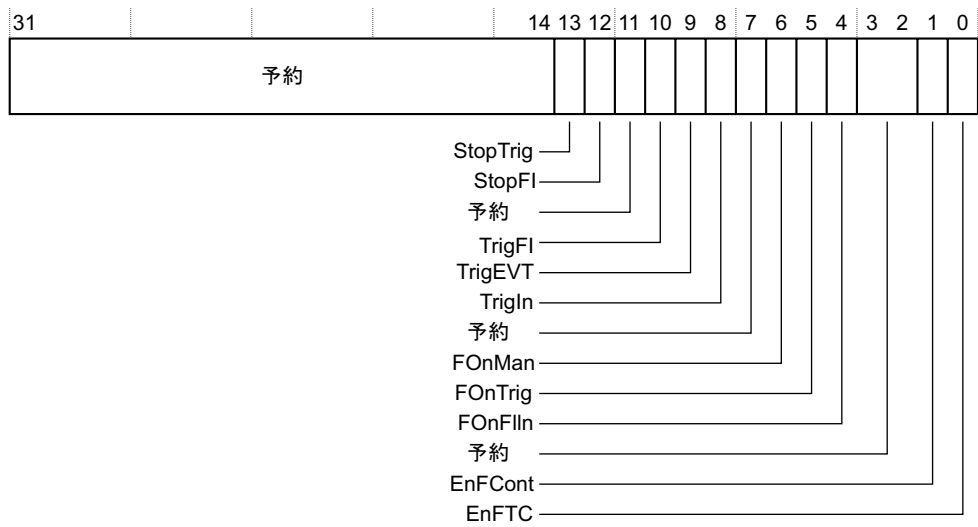 31 14 13 12 11 10 9 8 7 6 5 4 3 2 1 0
予約
StopTrig
StopFI
予約
TrigFI
TrigEVT
TrigIn
予約
FOnMan
FOnTrig
FOnFlIn
予約
EnFCont
EnFTC